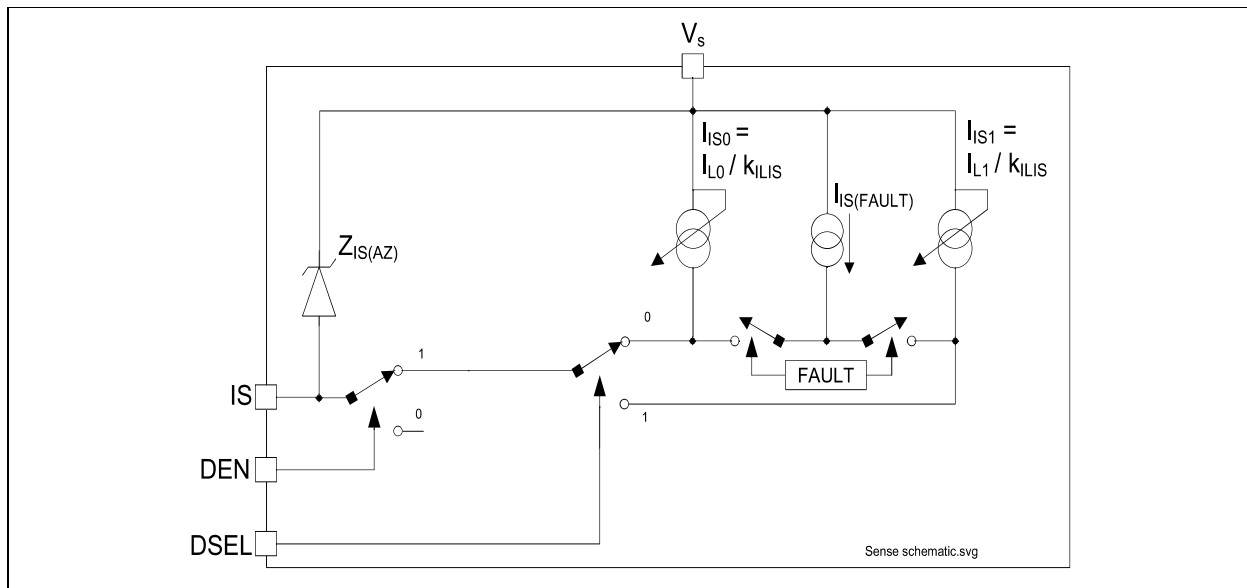 Vs
IIS0 =
IL0 / kILIS
IIS(FAULT)
IIS1 =
IL1 / kILIS
ZIS(AZ)
0
1
FAULT
IS
0
1
DEN
DSEL
Sense schematic.svg